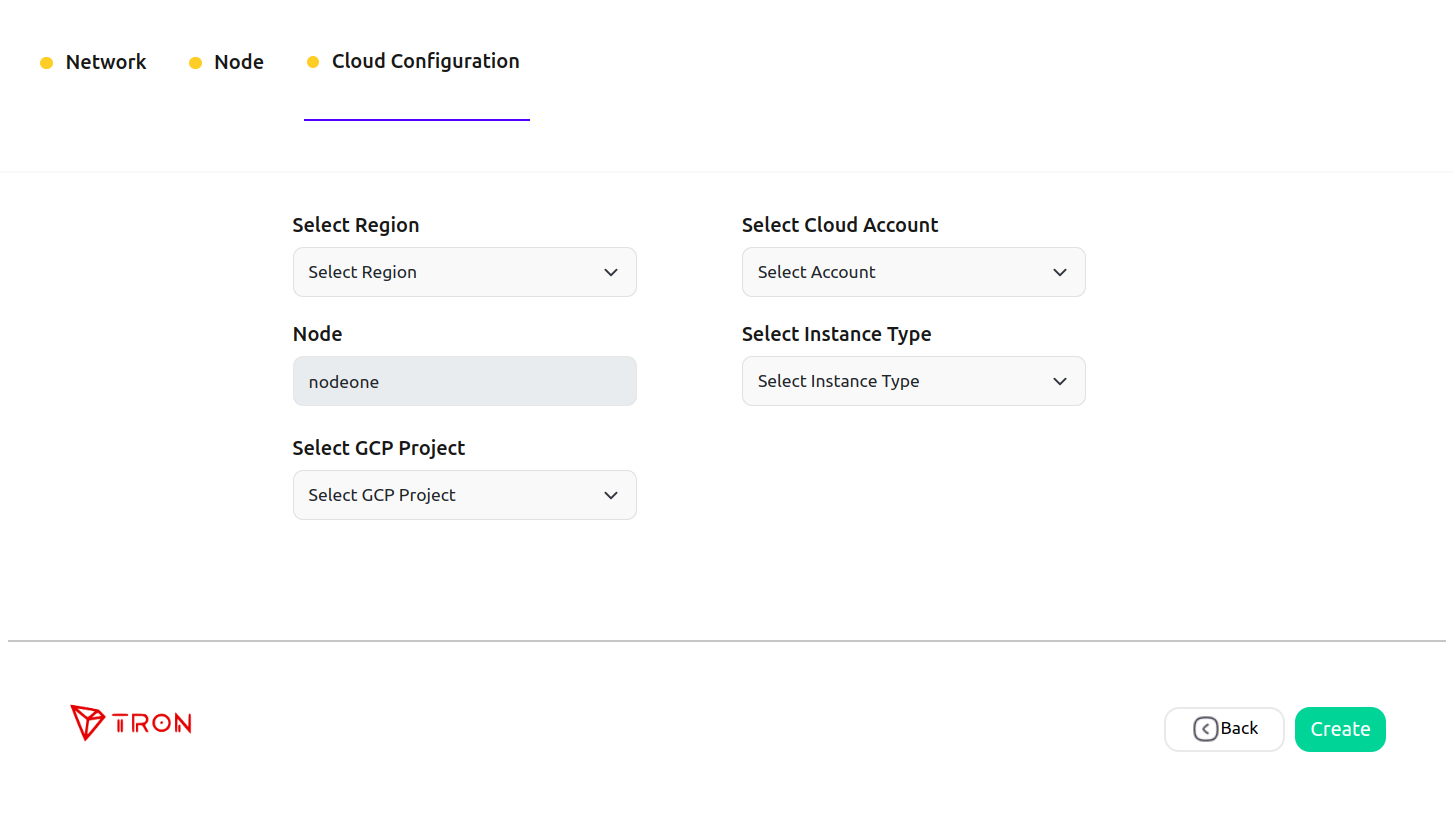 Network Node Cloud Configuration
Select Region
Select Region
Select Cloud Account
Select Account
Node
nodeone
Select Instance Type
Select Instance Type
Select GCP Project
Select GCP Project
TRON
Back
Create